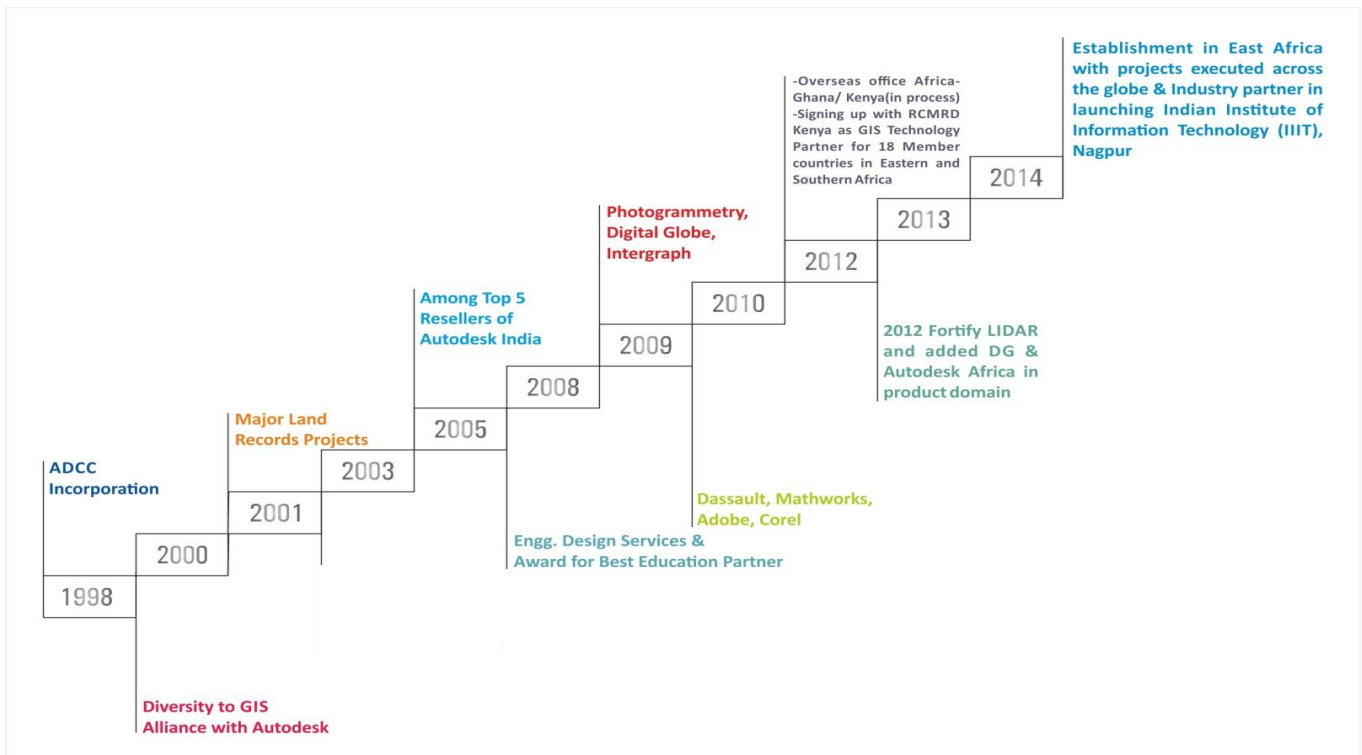 ADCC
Incorporation
1998
2000
Diversity to GIS
Alliance with Autodesk
Major Land
Records Projects
2001
2003
Among Top 5
Resellers of
Autodesk India
2005
Engg. Design Services &
Award for Best Education Partner
2008
Photogrammetry,
Digital Globe,
Intergraph
2009
Dassault, Mathworks,
Adobe, Corel
2010
-Overseas office Africa-
Ghana/ Kenya(in process)
-Signing up with RCMRD
Kenya as GIS Technology
Partner for 18 Member
countries in Eastern and
Southern Africa
2012
2012 Fortify LIDAR
and added DG &
Autodesk Africa in
product domain
2013
2014
Establishment in East Africa
with projects executed across
the globe & Industry partner in
launching Indian Institute of
Information Technology (IIIT),
Nagpur